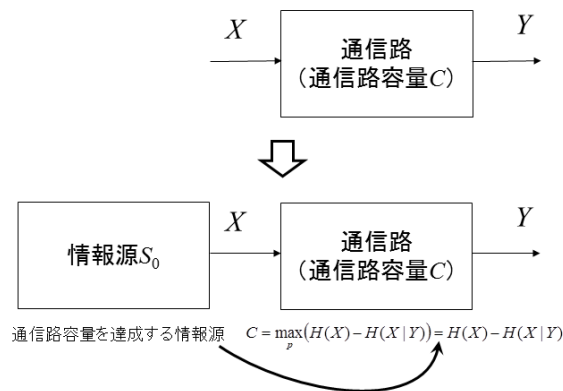 X
通信路
(通信路容量C)
Y
情報源S₀
X
通信路
(通信路容量C)
Y
通信路容量を達成する情報源
C = max_p (H(X) − H(X | Y)) = H(X) − H(X | Y)